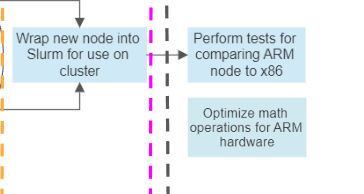 Wrap new node into
Slurm for use on
cluster
Perform tests for
comparing ARM
node to x86
Optimize math
operations for ARM
hardware